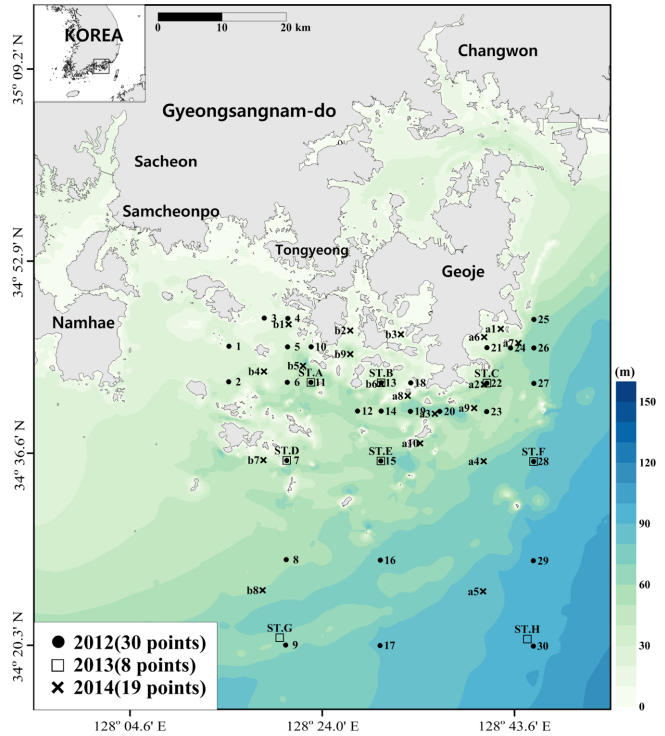 KOREA
0 10 20 km
Changwon
Gyeongsangnam-do
Sacheon
Samcheonpo
Tongyeong
Geoje
Namhae
35° 09.2' N
34° 52.9' N
34° 36.6' N
34° 20.3' N
3 4
b1
b2
b3
a1
25
a6
a7
1
5 10
21 24 26
b9
b5
b4
ST.A
ST.B
ST.C
2
6 11
b6 13
18
a2 22
27
a8
12 14
19
a3 20
a9
23
a10
ST.D
ST.E
ST.F
b7
7
15
a4
28
8
16
29
b8
a5
ST.G
ST.H
9
17
30
2012(30 points)
2013(8 points)
2014(19 points)
(m)
150
120
90
60
30
0
128° 04.6' E
128° 24.0' E
128° 43.6' E